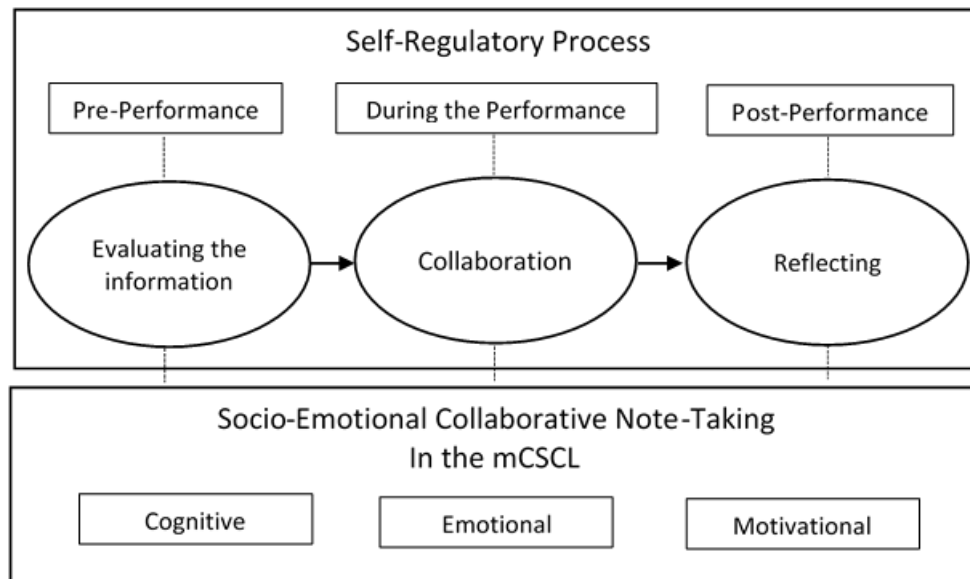 Self-Regulatory Process
Pre-Performance
During the Performance
Post-Performance
Evaluating the
information
Collaboration
Reflecting
Socio-Emotional Collaborative Note-Taking
In the mCSCL
Cognitive
Emotional
Motivational